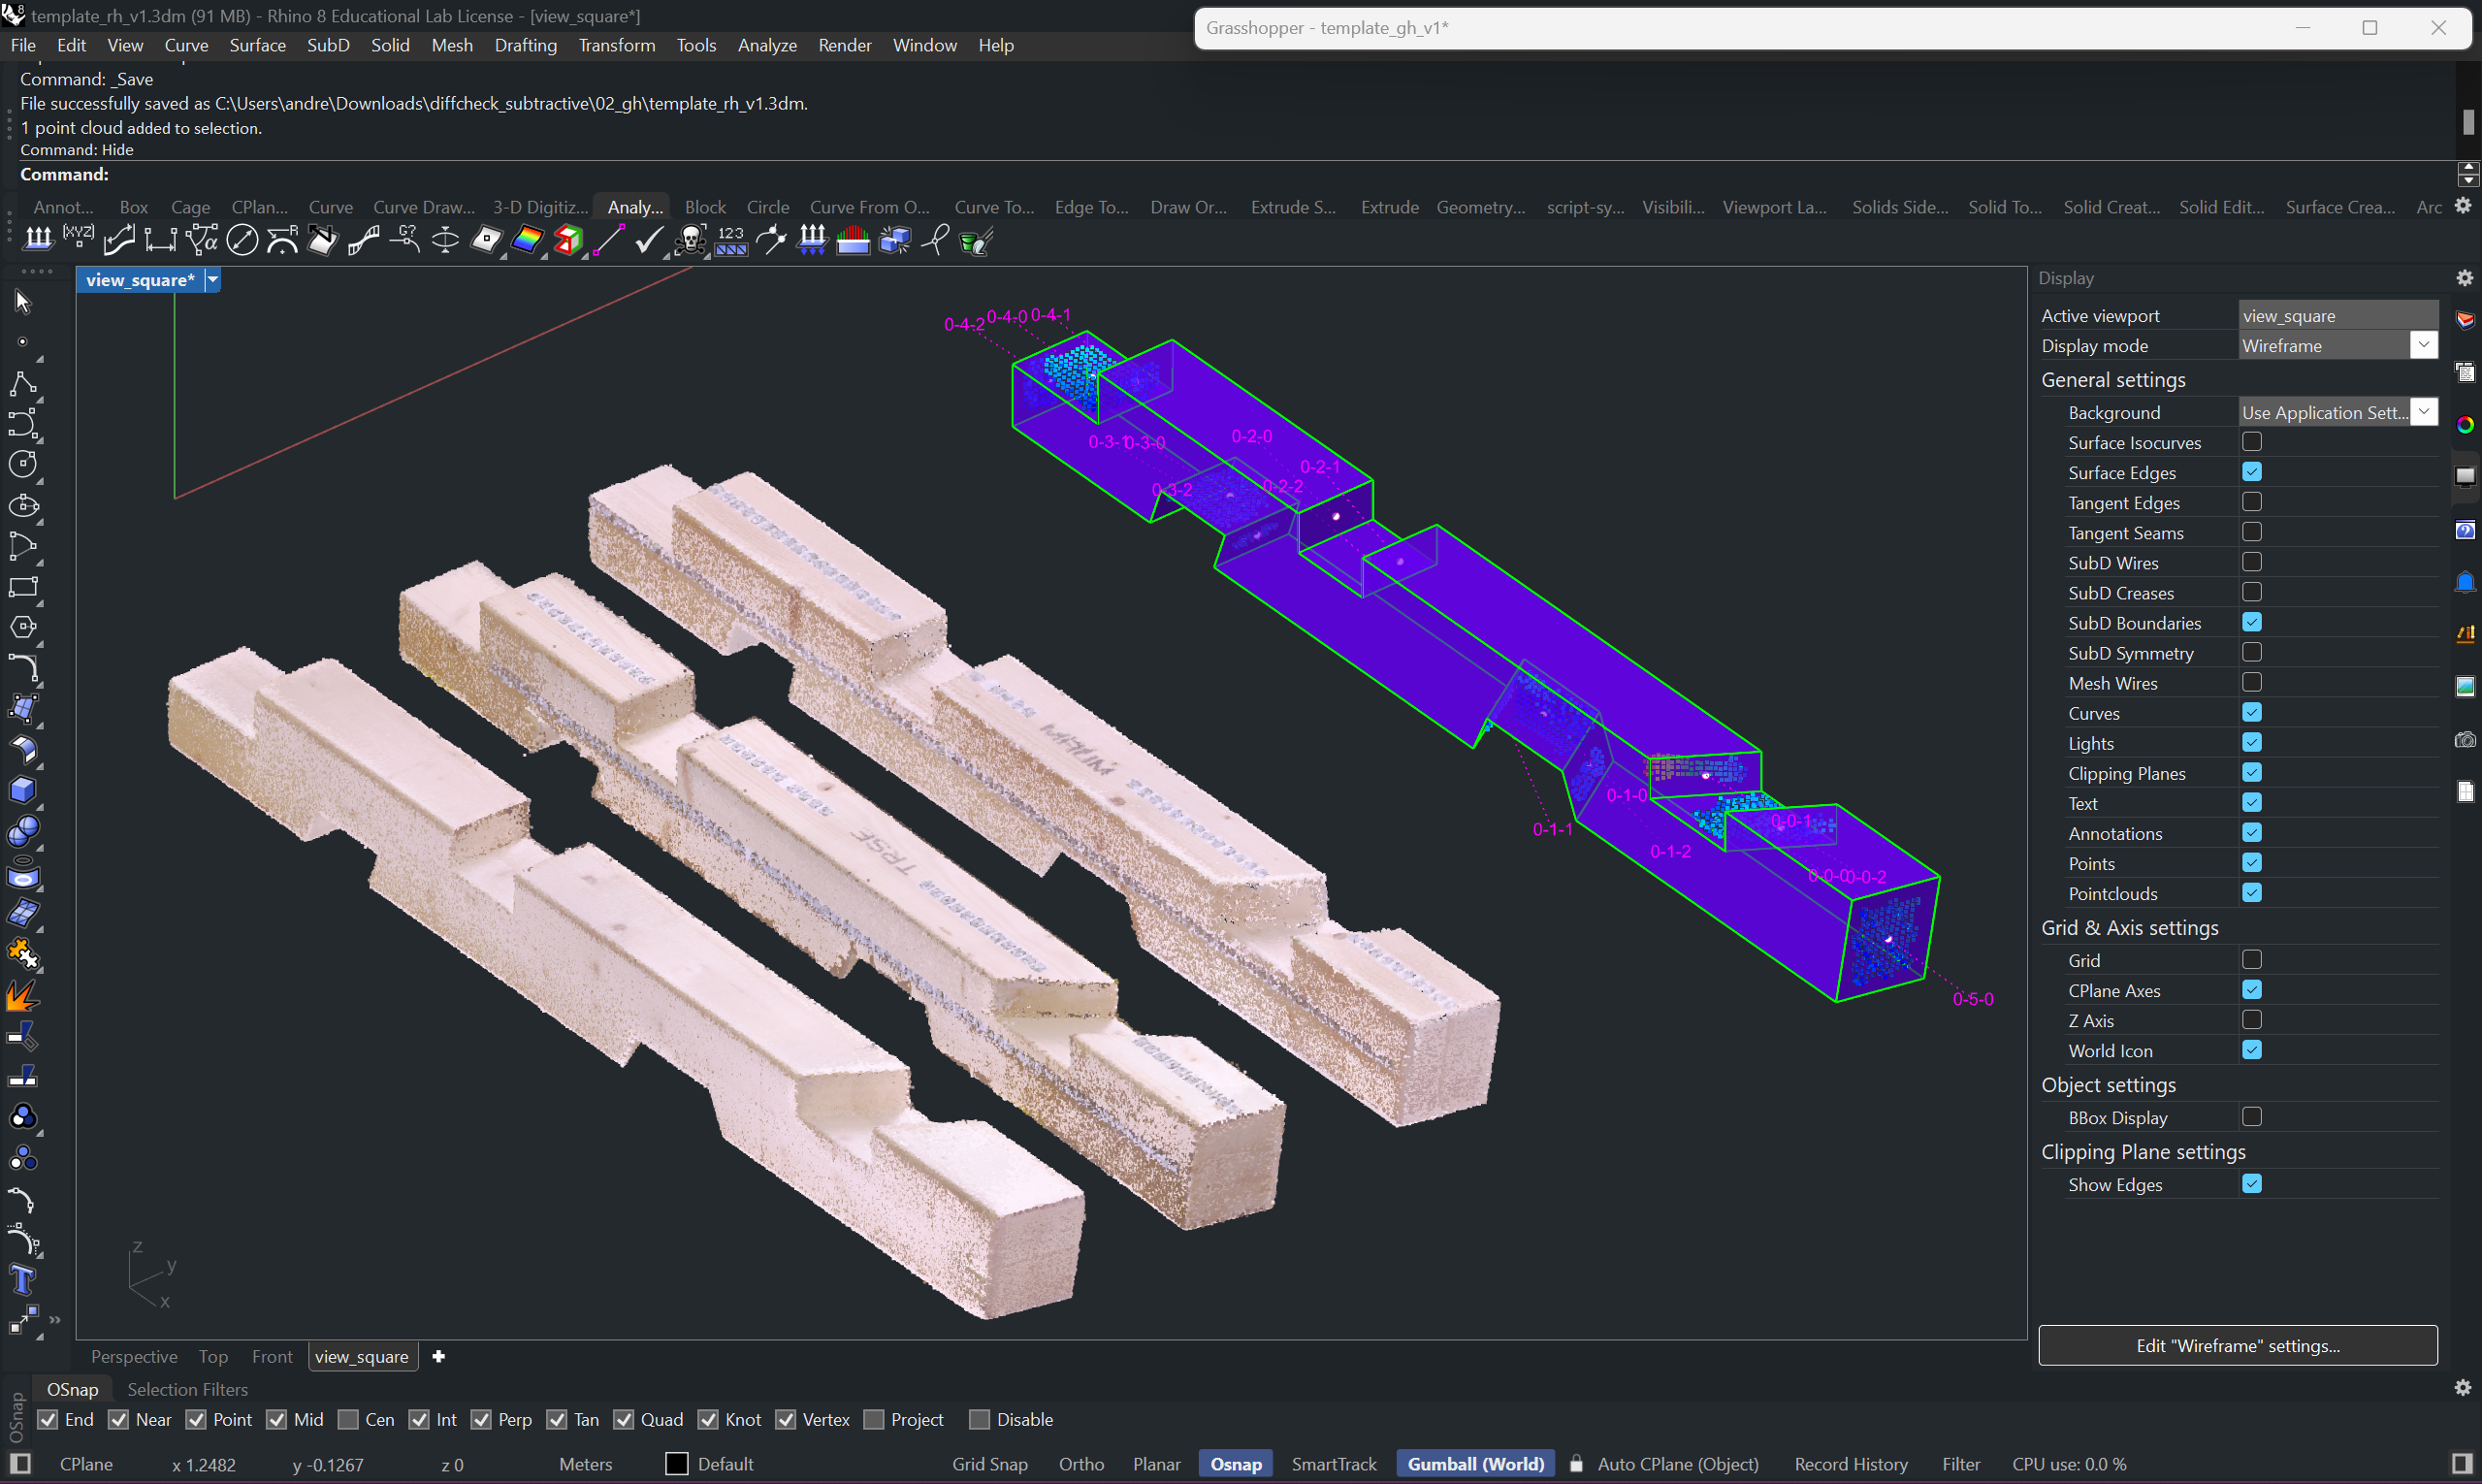 template_rh_v1.3dm (91 MB) - Rhino 8 Educational Lab License - [view_square*]
Grasshopper - template_gh_v1*
File Edit View Curve Surface SubD Solid Mesh Drafting Transform Tools Analyze Render Window Help
Command: _Save
File successfully saved as C:\Users\andre\Downloads\diffcheck_subtractive\02_gh\template_rh_v1.3dm.
1 point cloud added to selection.
Command: Hide
Command:
Annot... Box Cage CPlan... Curve Curve Draw... 3-D Digitiz... Analy... Block Circle Curve From O... Curve To... Edge To... Draw Or... Extrude S... Extrude Geometry... script-sy... Visibili... Viewport La... Solids Side... Solid To... Solid Creat... Solid Edit... Surface Crea... Arc
view_square*
0-4-2 0-4-0 0-4-1
0-3-1 0-3-0 0-2-0
0-2-1
0-3-2 0-2-2
0-1-0
0-0-1
0-1-1
0-1-2
0-0-0 0-0-2
0-5-0
z
y
x
Display
Active viewport view_square
Display mode Wireframe
General settings
Background Use Application Sett...
Surface Isocurves
Surface Edges
Tangent Edges
Tangent Seams
SubD Wires
SubD Creases
SubD Boundaries
SubD Symmetry
Mesh Wires
Curves
Lights
Clipping Planes
Text
Annotations
Points
Pointclouds
Grid & Axis settings
Grid
CPlane Axes
Z Axis
World Icon
Object settings
BBox Display
Clipping Plane settings
Show Edges
Edit "Wireframe" settings...
Perspective Top Front view_square
OSnap Selection Filters
OSnap
End Near Point Mid Cen Int Perp Tan Quad Knot Vertex Project Disable
CPlane x 1.2482 y -0.1267 z 0 Meters Default Grid Snap Ortho Planar Osnap SmartTrack Gumball (World) Auto CPlane (Object) Record History Filter CPU use: 0.0 %